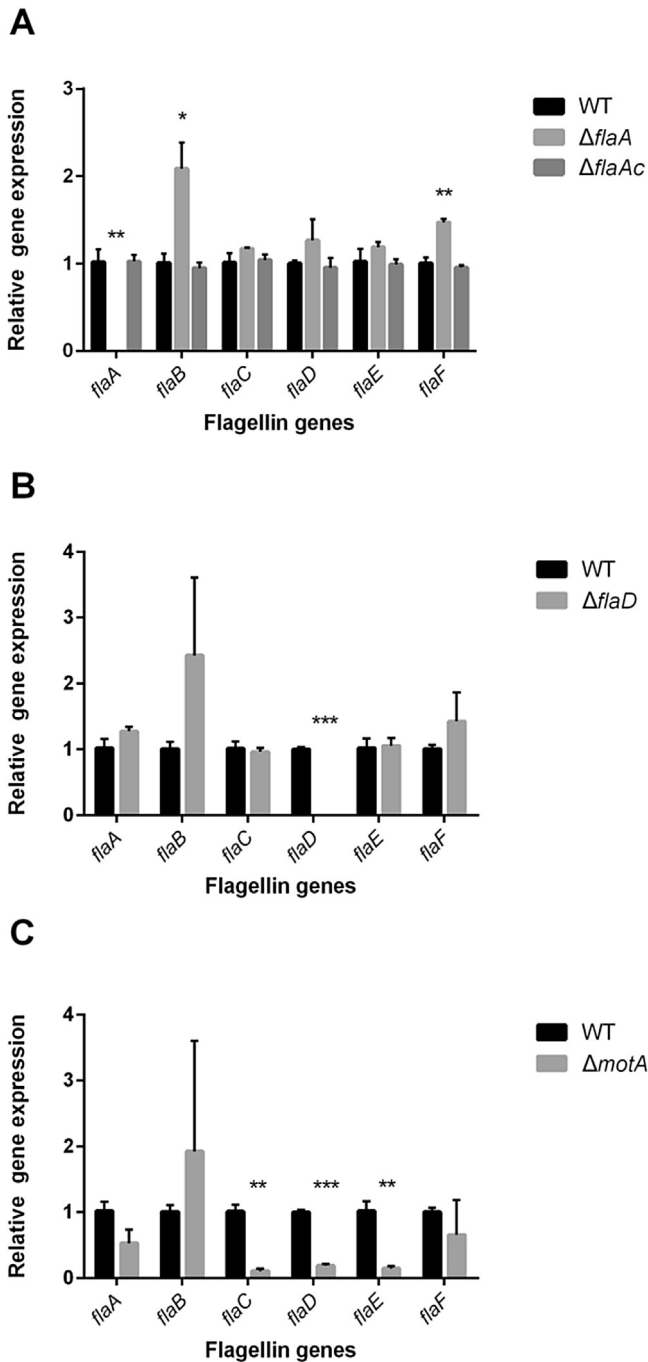 A
Relative gene expression
3
2
1
0
*
**
**
WT
ΔflaA
ΔflaAc
flaA
flaB
flaC
flaD
flaE
flaF
Flagellin genes
B
Relative gene expression
4
3
2
1
0
***
WT
ΔflaD
flaA
flaB
flaC
flaD
flaE
flaF
Flagellin genes
C
Relative gene expression
4
3
2
1
0
**
***
**
WT
ΔmotA
flaA
flaB
flaC
flaD
flaE
flaF
Flagellin genes